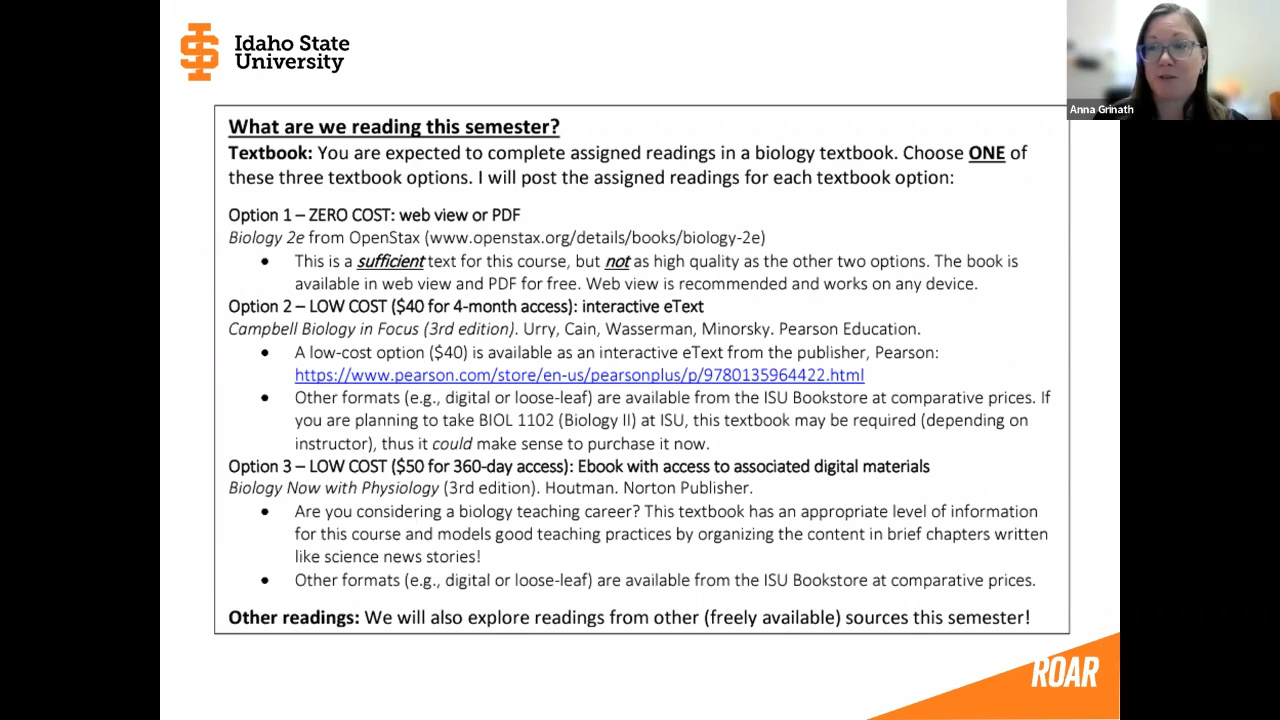 Idaho State
University
Anna Grinath
What are we reading this semester?
Textbook: You are expected to complete assigned readings in a biology textbook. Choose ONE of
these three textbook options. I will post the assigned readings for each textbook option:
Option 1 – ZERO COST: web view or PDF
Biology 2e from OpenStax (www.openstax.org/details/books/biology-2e)
• This is a sufficient text for this course, but not as high quality as the other two options. The book is
available in web view and PDF for free. Web view is recommended and works on any device.
Option 2 – LOW COST ($40 for 4-month access): interactive eText
Campbell Biology in Focus (3rd edition). Urry, Cain, Wasserman, Minorsky. Pearson Education.
• A low-cost option ($40) is available as an interactive eText from the publisher, Pearson:
https://www.pearson.com/store/en-us/pearsonplus/p/9780135964422.html
• Other formats (e.g., digital or loose-leaf) are available from the ISU Bookstore at comparative prices. If
you are planning to take BIOL 1102 (Biology II) at ISU, this textbook may be required (depending on
instructor), thus it could make sense to purchase it now.
Option 3 – LOW COST ($50 for 360-day access): Ebook with access to associated digital materials
Biology Now with Physiology (3rd edition). Houtman. Norton Publisher.
• Are you considering a biology teaching career? This textbook has an appropriate level of information
for this course and models good teaching practices by organizing the content in brief chapters written
like science news stories!
• Other formats (e.g., digital or loose-leaf) are available from the ISU Bookstore at comparative prices.
Other readings: We will also explore readings from other (freely available) sources this semester!
ROAR